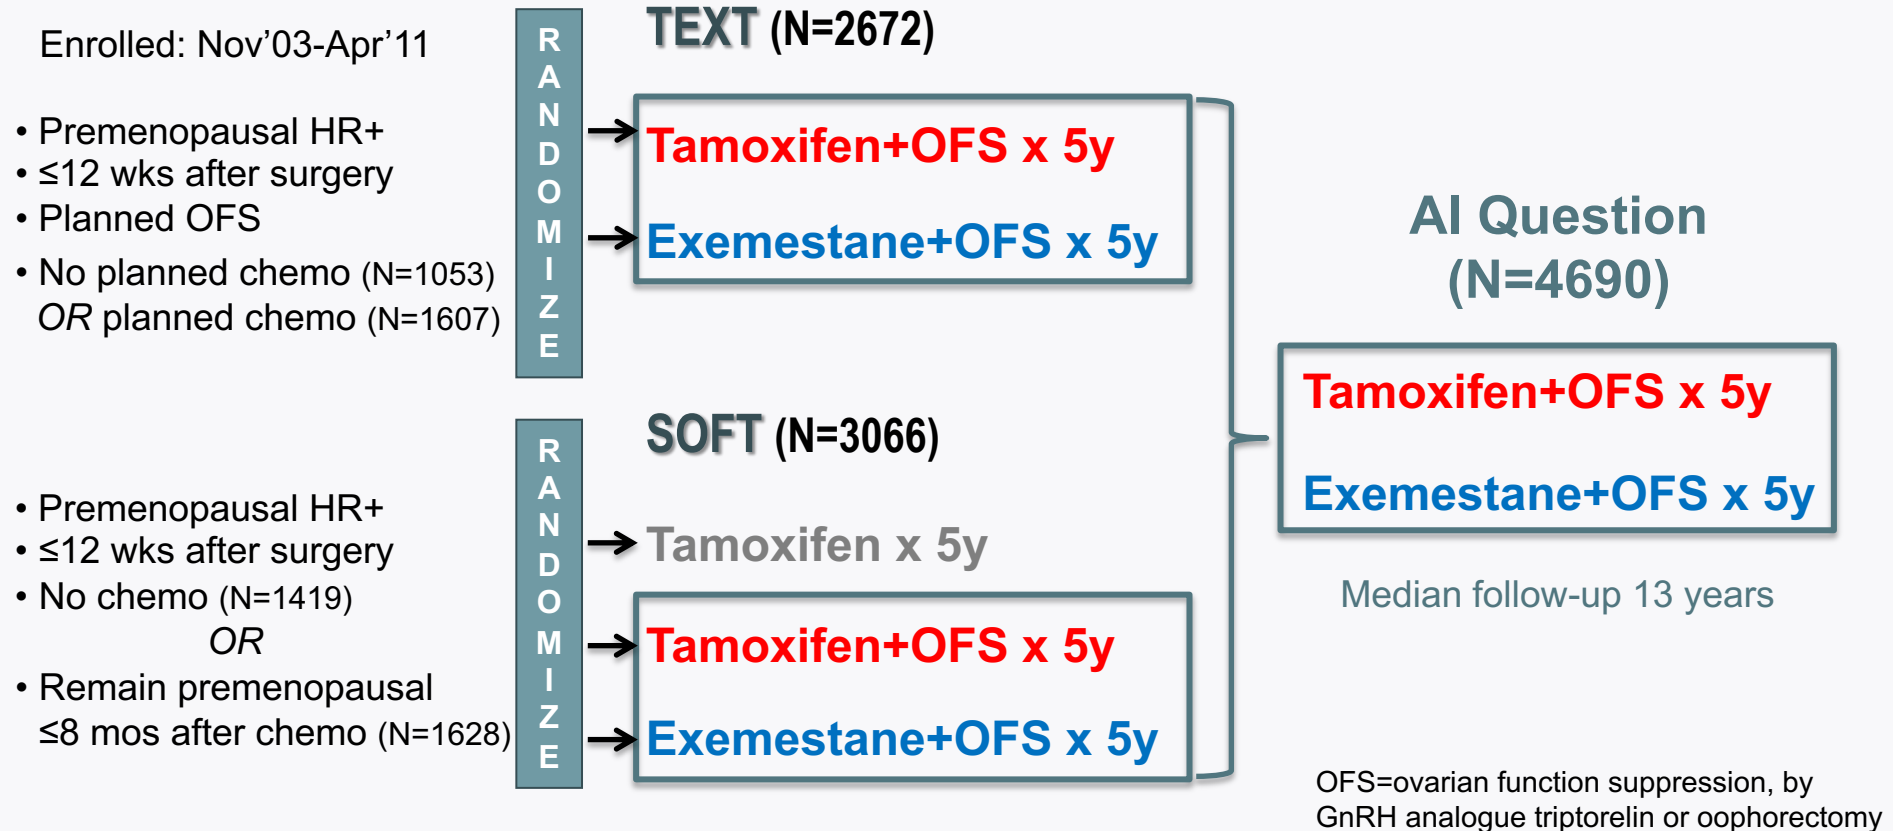 Enrolled: Nov’03-Apr’11
• Premenopausal HR+
• ≤12 wks after surgery
• Planned OFS
• No planned chemo (N=1053)
OR planned chemo (N=1607)
RANDOMIZE
TEXT (N=2672)
Tamoxifen+OFS x 5y
Exemestane+OFS x 5y
• Premenopausal HR+
• ≤12 wks after surgery
• No chemo (N=1419)
OR
• Remain premenopausal
≤8 mos after chemo (N=1628)
RANDOMIZE
SOFT (N=3066)
Tamoxifen x 5y
Tamoxifen+OFS x 5y
Exemestane+OFS x 5y
AI Question
(N=4690)
Tamoxifen+OFS x 5y
Exemestane+OFS x 5y
Median follow-up 13 years
OFS=ovarian function suppression, by
GnRH analogue triptorelin or oophorectomy